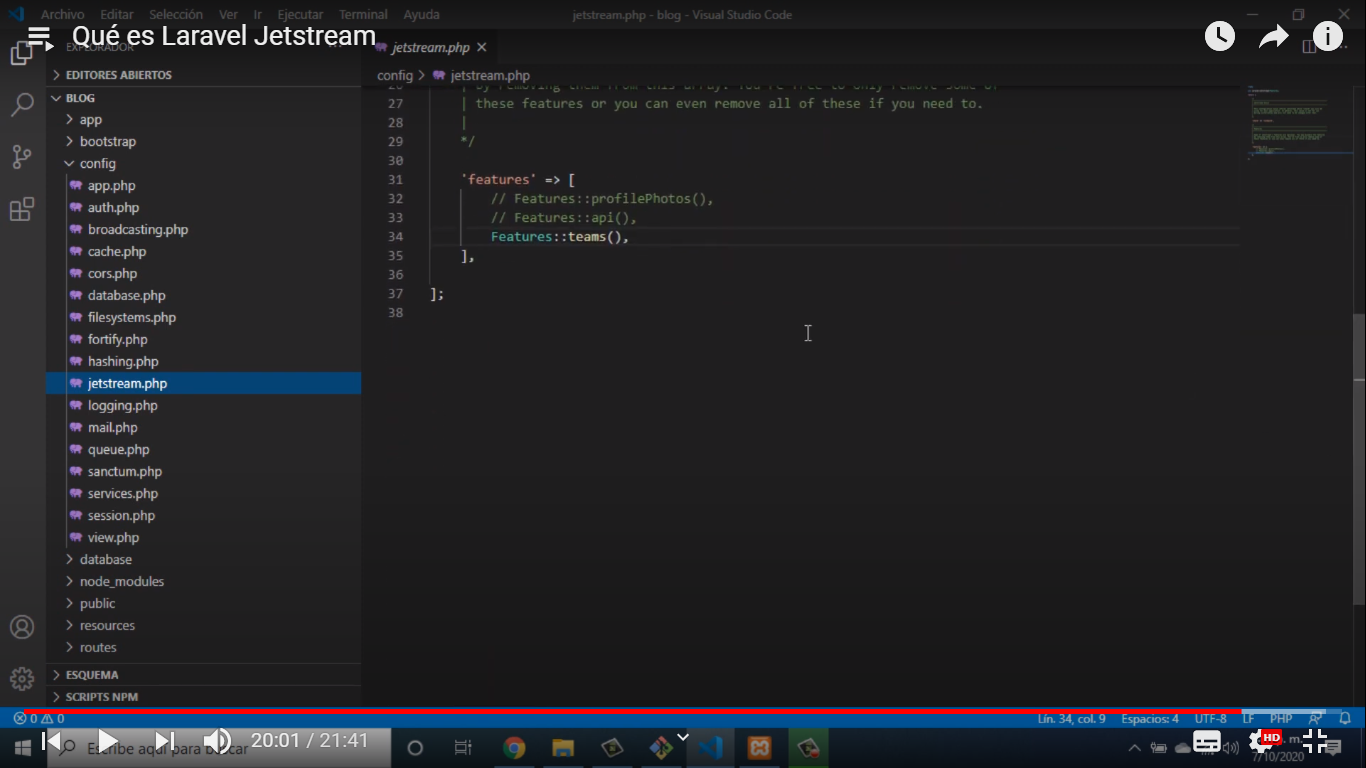 Archivo Editar Selección Ver Ir Ejecutar Terminal Ayuda
jetstream.php - blog - Visual Studio Code
Qué es Laravel Jetstream
EXPLORADOR
jetstream.php
EDITORES ABIERTOS
BLOG
app
bootstrap
config
app.php
auth.php
broadcasting.php
cache.php
cors.php
database.php
filesystems.php
fortify.php
hashing.php
jetstream.php
logging.php
mail.php
queue.php
sanctum.php
services.php
session.php
view.php
database
node_modules
public
resources
routes
ESQUEMA
SCRIPTS NPM
config > jetstream.php
26 | by removing them from this array. You're free to only remove some of
27 | these features or you can even remove all of these if you need to.
28 |
29 */
30
31 'features' => [
32 // Features::profilePhotos(),
33 // Features::api(),
34 Features::teams(),
35 ],
36
37 ];
38
0 0
Lín. 34, col. 9 Espacios: 4 UTF-8 LF PHP
Escribe aquí para buscar
20:01 / 21:41
HD
7/10/2020